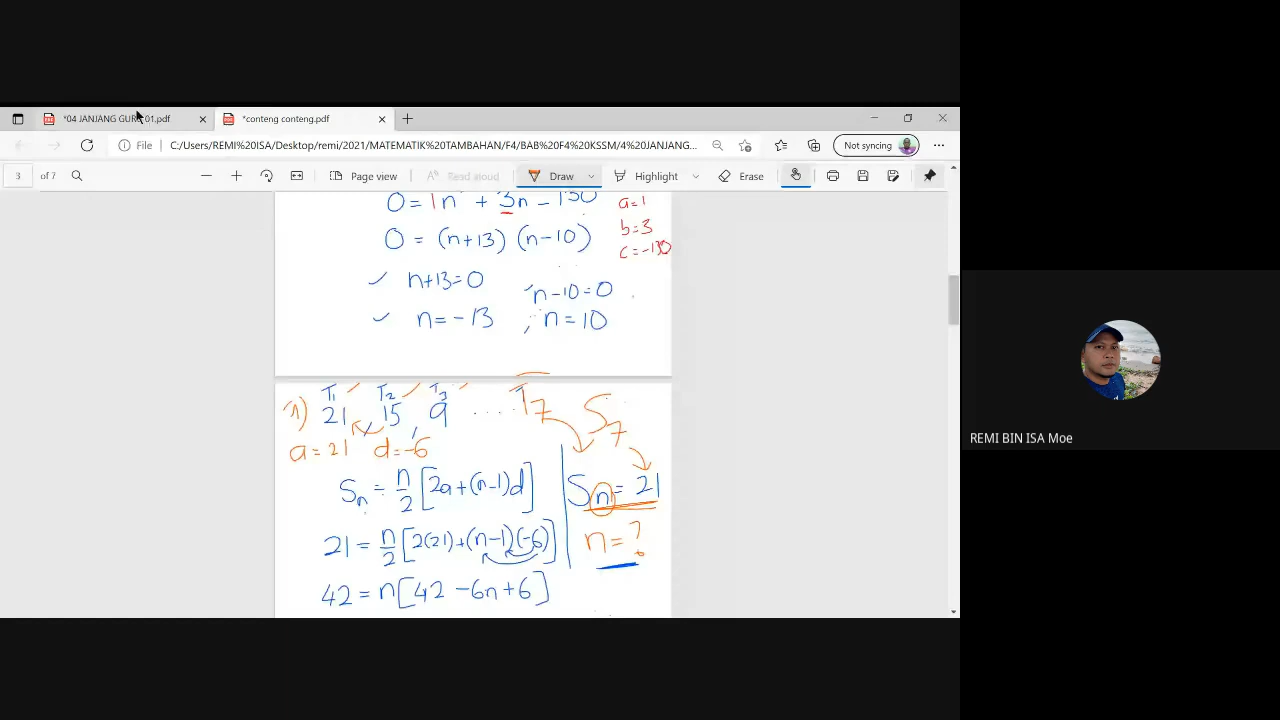 *04 JANJANG GURU 01.pdf
*conteng conteng.pdf
File
C:/Users/REMI%20ISA/Desktop/remi/2021/MATEMATIK%20TAMBAHAN/F4/BAB%20F4%20KSSM/4%20JANJANG...
Not syncing
3 of 7
Page view
Read aloud
Draw
Highlight
Erase
0 = 1n² + 3n - 130
a=1
b=3
c=-130
0 = (n+13) (n-10)
n+13=0
n-10=0
n=-13
, n=10
T1 T2 T3
21 , 15 , 9 .... T7 S7
a=21 d=-6
Sn = n/2 [2a+(n-1)d]
Sn = 21
21 = n/2 [2(21)+(n-1)(-6)]
n=?
42 = n[42 -6n+6]
REMI BIN ISA Moe